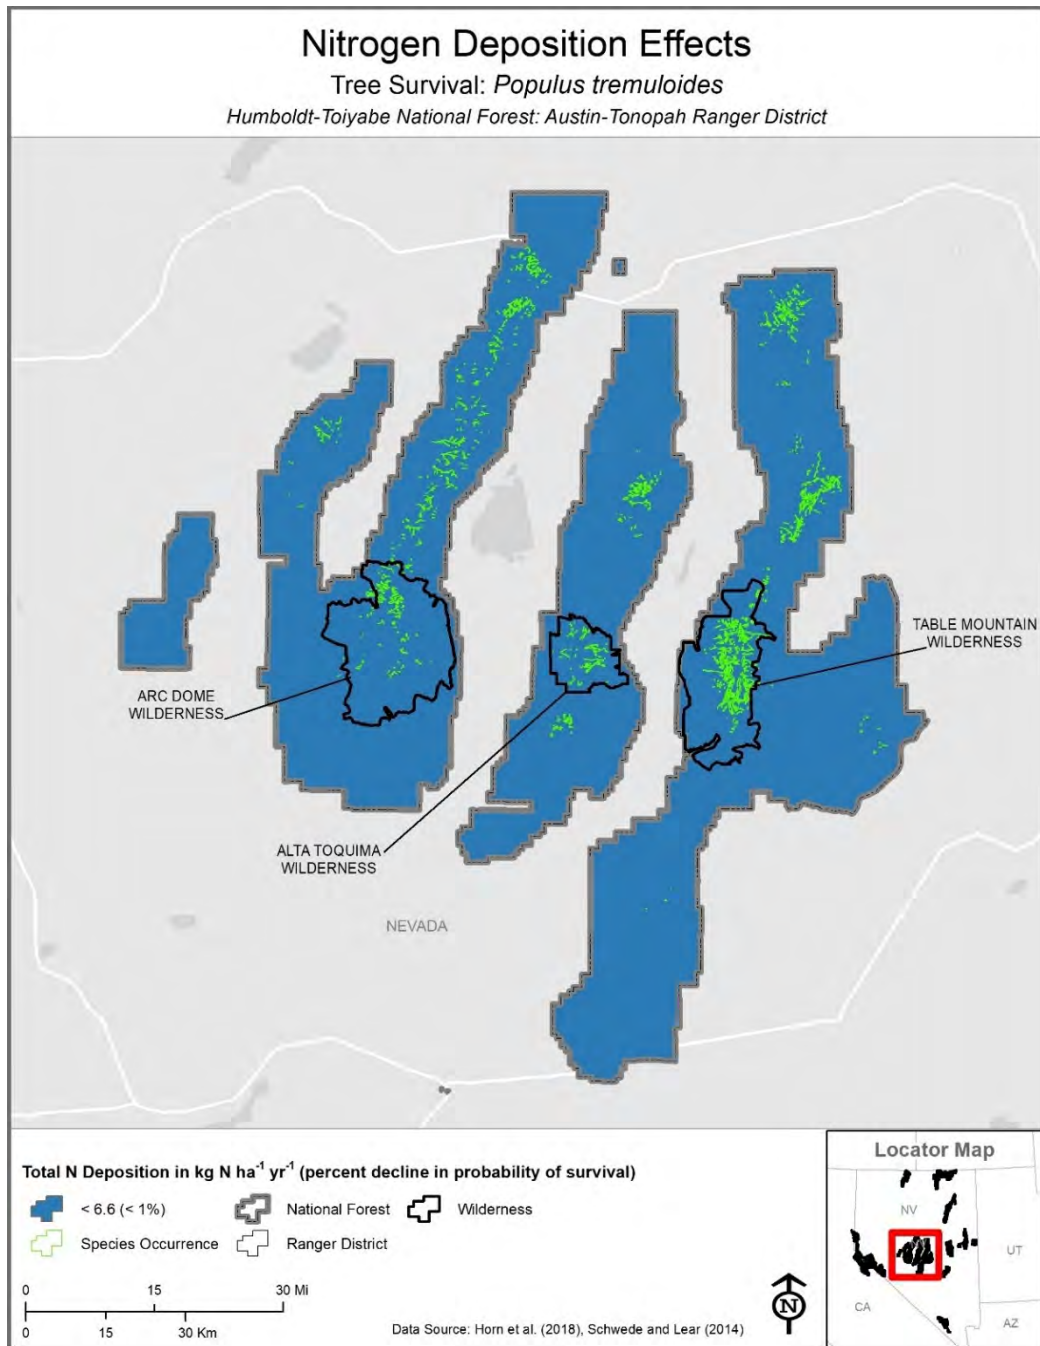 Nitrogen Deposition Effects
Tree Survival: Populus tremuloides
Humboldt-Toiyabe National Forest: Austin-Tonopah Ranger District
TABLE MOUNTAIN
WILDERNESS
ARC DOME
WILDERNESS
ALTA TOQUIMA
WILDERNESS
NEVADA
Total N Deposition in kg N ha⁻¹ yr⁻¹ (percent decline in probability of survival)
< 6.6 (< 1%)
National Forest
Wilderness
Species Occurrence
Ranger District
0 15 30 Mi
0 15 30 Km
N
Data Source: Horn et al. (2018), Schwede and Lear (2014)
Locator Map
NV
UT
CA
AZ